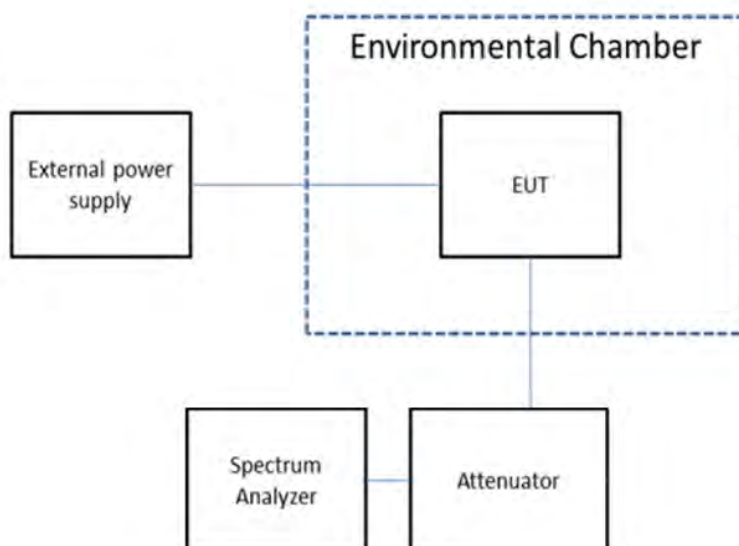 Environmental Chamber
External power
supply
EUT
Spectrum
Analyzer
Attenuator